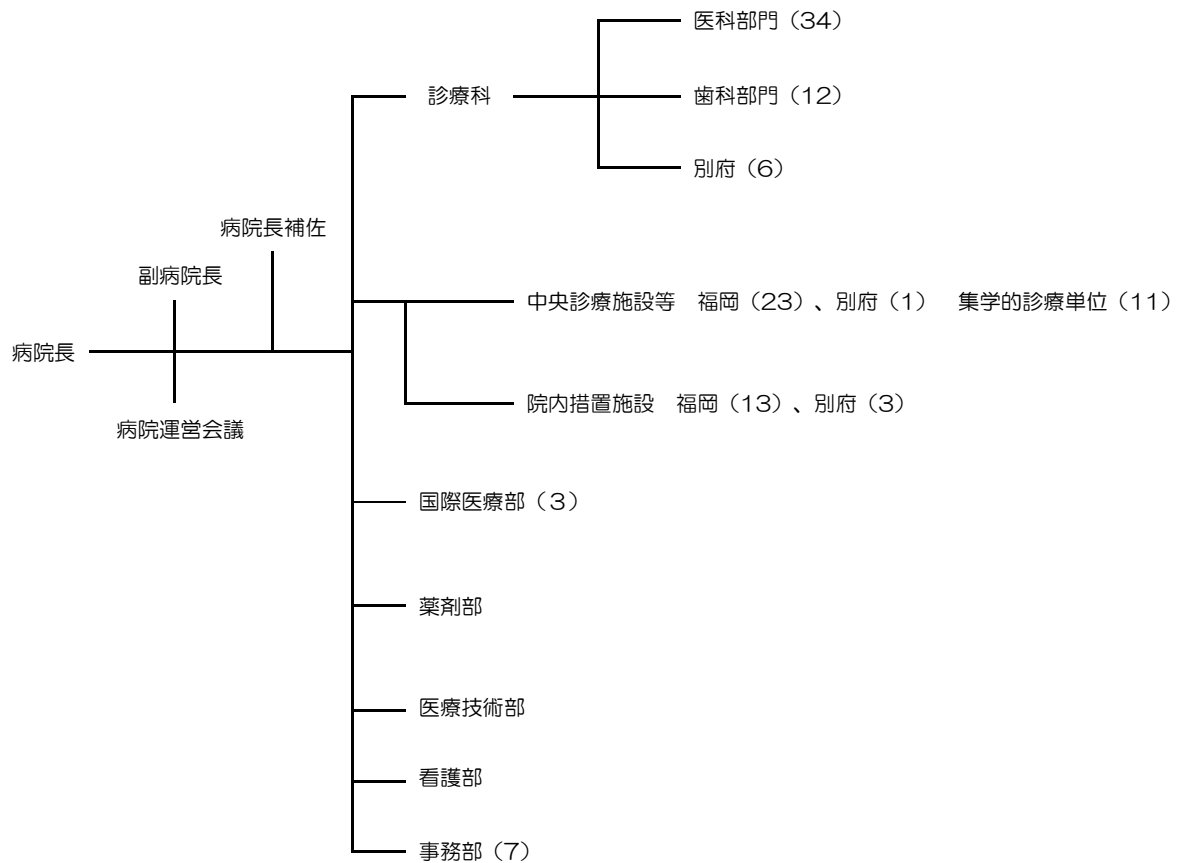 医科部門（34）
診療科
歯科部門（12）
別府（6）
病院長補佐
副病院長
中央診療施設等　福岡（23）、別府（1）　集学的診療単位（11）
病院長
院内措置施設　福岡（13）、別府（3）
病院運営会議
国際医療部（３）
薬剤部
医療技術部
看護部
事務部（7）